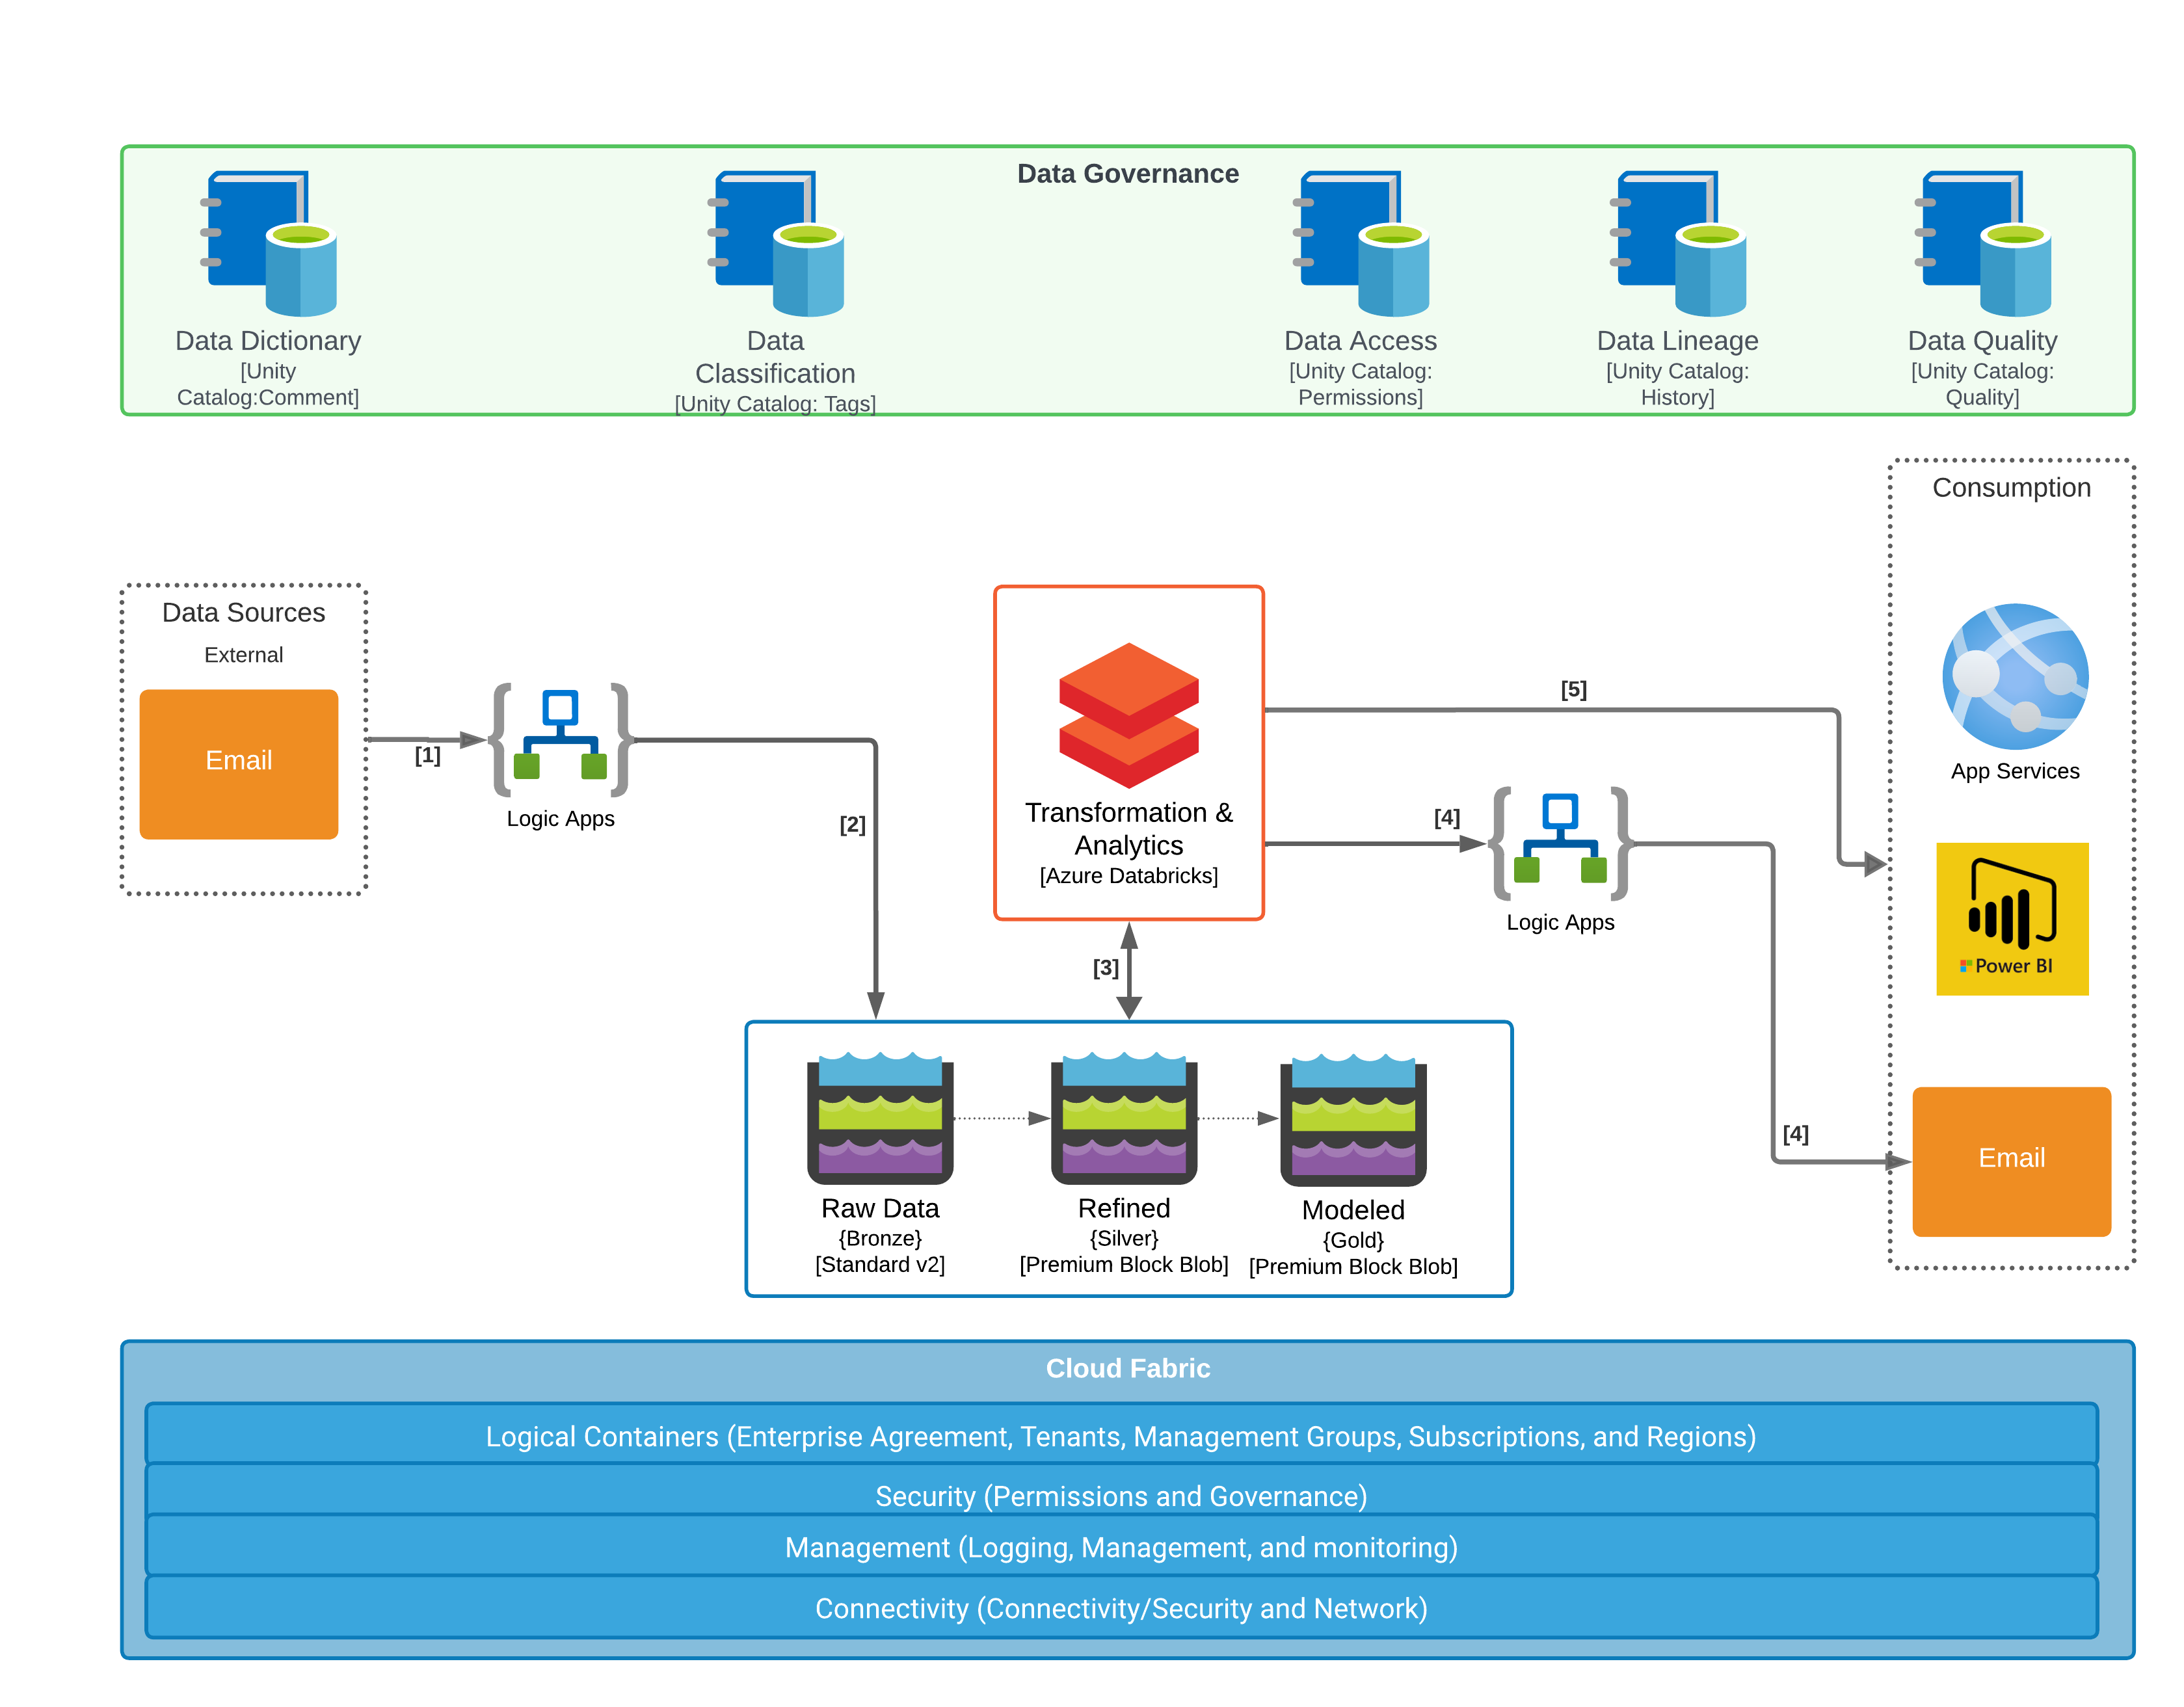 Data Governance
Data Dictionary
[Unity
Catalog:Comment]
Data
Classification
[Unity Catalog: Tags]
Data Access
[Unity Catalog:
Permissions]
Data Lineage
[Unity Catalog:
History]
Data Quality
[Unity Catalog:
Quality]
Data Sources
External
Email
[1]
Logic Apps
[2]
Transformation &
Analytics
[Azure Databricks]
[3]
[4]
Logic Apps
[5]
[4]
Consumption
App Services
Power BI
Email
Raw Data
{Bronze}
[Standard v2]
Refined
{Silver}
[Premium Block Blob]
Modeled
{Gold}
[Premium Block Blob]
Cloud Fabric
Logical Containers (Enterprise Agreement, Tenants, Management Groups, Subscriptions, and Regions)
Security (Permissions and Governance)
Management (Logging, Management, and monitoring)
Connectivity (Connectivity/Security and Network)